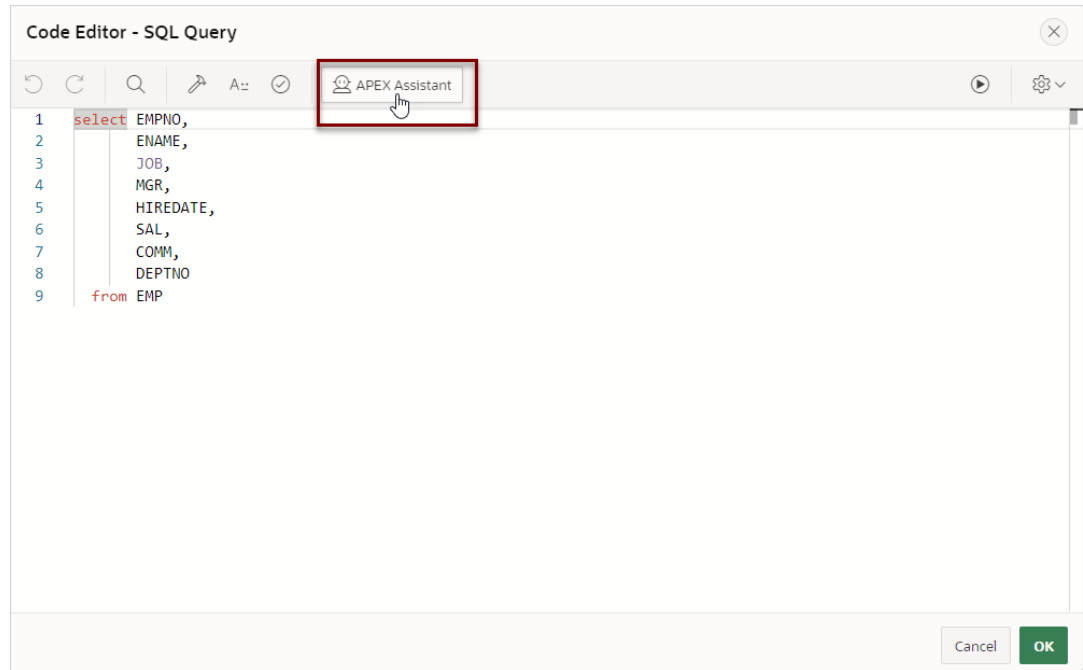 Code Editor - SQL Query
A:: APEX Assistant
1 select EMPNO,
2 ENAME,
3 JOB,
4 MGR,
5 HIREDATE,
6 SAL,
7 COMM,
8 DEPTNO
9 from EMP
Cancel OK